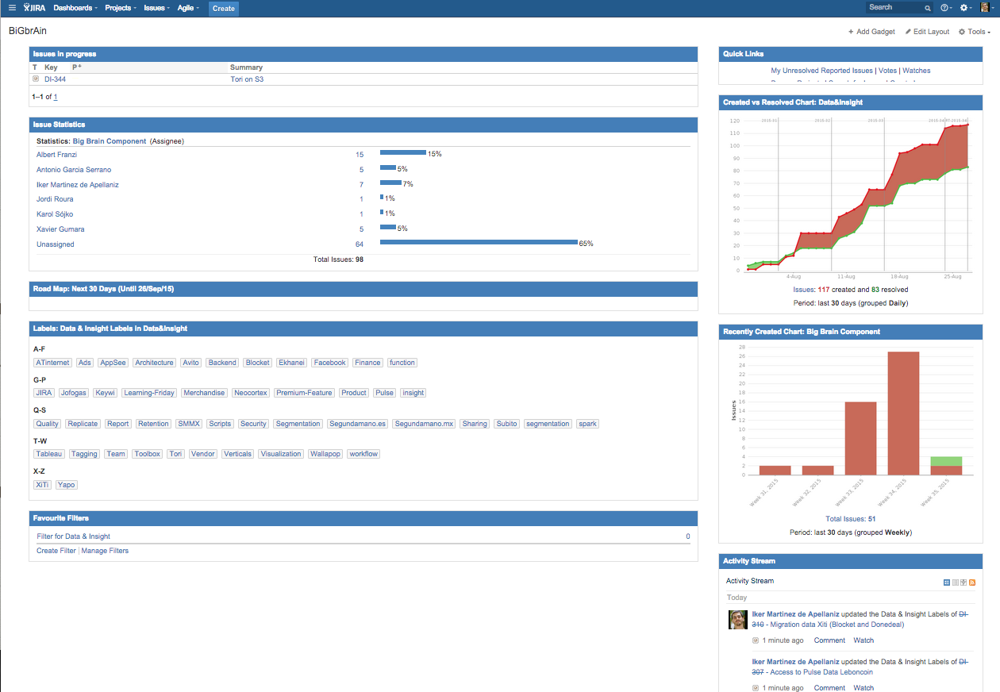 JIRA Dashboards Projects Issues Agile Create Search
BiGbrAin
+ Add Gadget Edit Layout Tools
Issues in progress
T Key P Summary
DI-344 Tori on S3
1–1 of 1
Issue Statistics
Statistics: Big Brain Component (Assignee)
Albert Franzi 15 15%
Antonio Garcia Serrano 5 5%
Iker Martinez de Apellaniz 7 7%
Jordi Roura 1 1%
Karol Sójko 1 1%
Xavier Gumara 5 5%
Unassigned 64 65%
Total Issues: 98
Road Map: Next 30 Days (Until 26/Sep/15)
Labels: Data & Insight Labels in Data&Insight
A-F
ATinternet Ads AppSee Architecture Avito Backend Blocket Ekhanei Facebook Finance function
G-P
JIRA Jofogas Keywi Learning-Friday Merchandise Neocortex Premium-Feature Product Pulse insight
Q-S
Quality Replicate Report Retention SMMX Scripts Security Segmentation Segundamano.es Segundamano.mx Sharing Subito segmentation spark
T-W
Tableau Tagging Team Toolbox Tori Vendor Verticals Visualization Wallapop workflow
X-Z
XiTi Yapo
Favourite Filters
Filter for Data & Insight 0
Create Filter | Manage Filters
Quick Links
My Unresolved Reported Issues | Votes | Watches
Created vs Resolved Chart: Data&Insight
2015-31 2015-32 2015-33
120
110
100
90
80
70
60
50
40
30
20
10
0
4-Aug 11-Aug 18-Aug 25-Aug
Issues: 117 created and 83 resolved
Period: last 30 days (grouped Daily)
Recently Created Chart: Big Brain Component
28
26
24
22
20
18
16
14
12
10
8
6
4
2
0
Issues
Week 31, 2015 Week 32, 2015 Week 33, 2015 Week 34, 2015 Week 35, 2015
Total Issues: 51
Period: last 30 days (grouped Weekly)
Activity Stream
Activity Stream
Today
Iker Martinez de Apellaniz updated the Data & Insight Labels of DI-
310 - Migration data Xiti (Blocket and Donedeal)
1 minute ago Comment Watch
Iker Martinez de Apellaniz updated the Data & Insight Labels of DI-
307 - Access to Pulse Data Leboncoin
1 minute ago Comment Watch